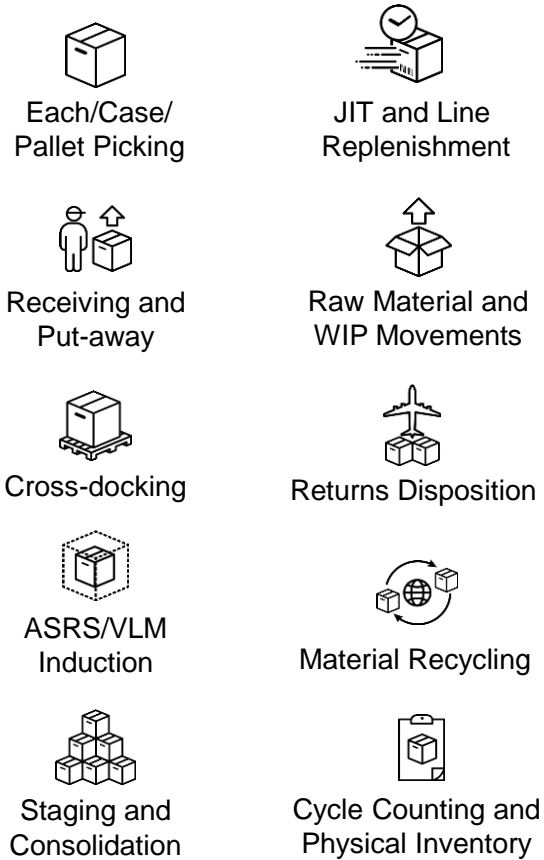 Each/Case/
Pallet Picking
JIT and Line
Replenishment
Receiving and
Put-away
Raw Material and
WIP Movements
Cross-docking
Returns Disposition
ASRS/VLM
Induction
Material Recycling
Staging and
Consolidation
Cycle Counting and
Physical Inventory